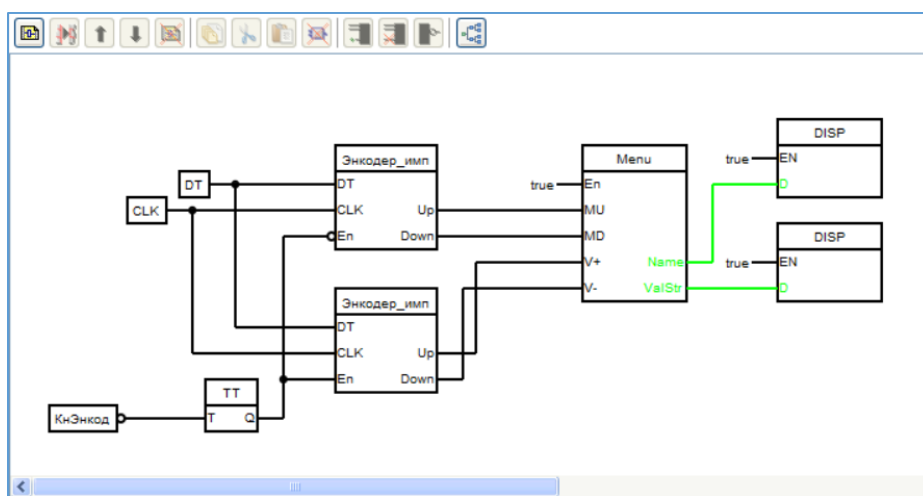 DISP
true EN
D
Энкодер_имп
Menu
DT
DT
true En
CLK
CLK Up
MU
En Down
MD
DISP
V+ Name
true EN
V- ValStr
D
Энкодер_имп
DT
CLK Up
TT
En Down
КнЭнкод
T Q